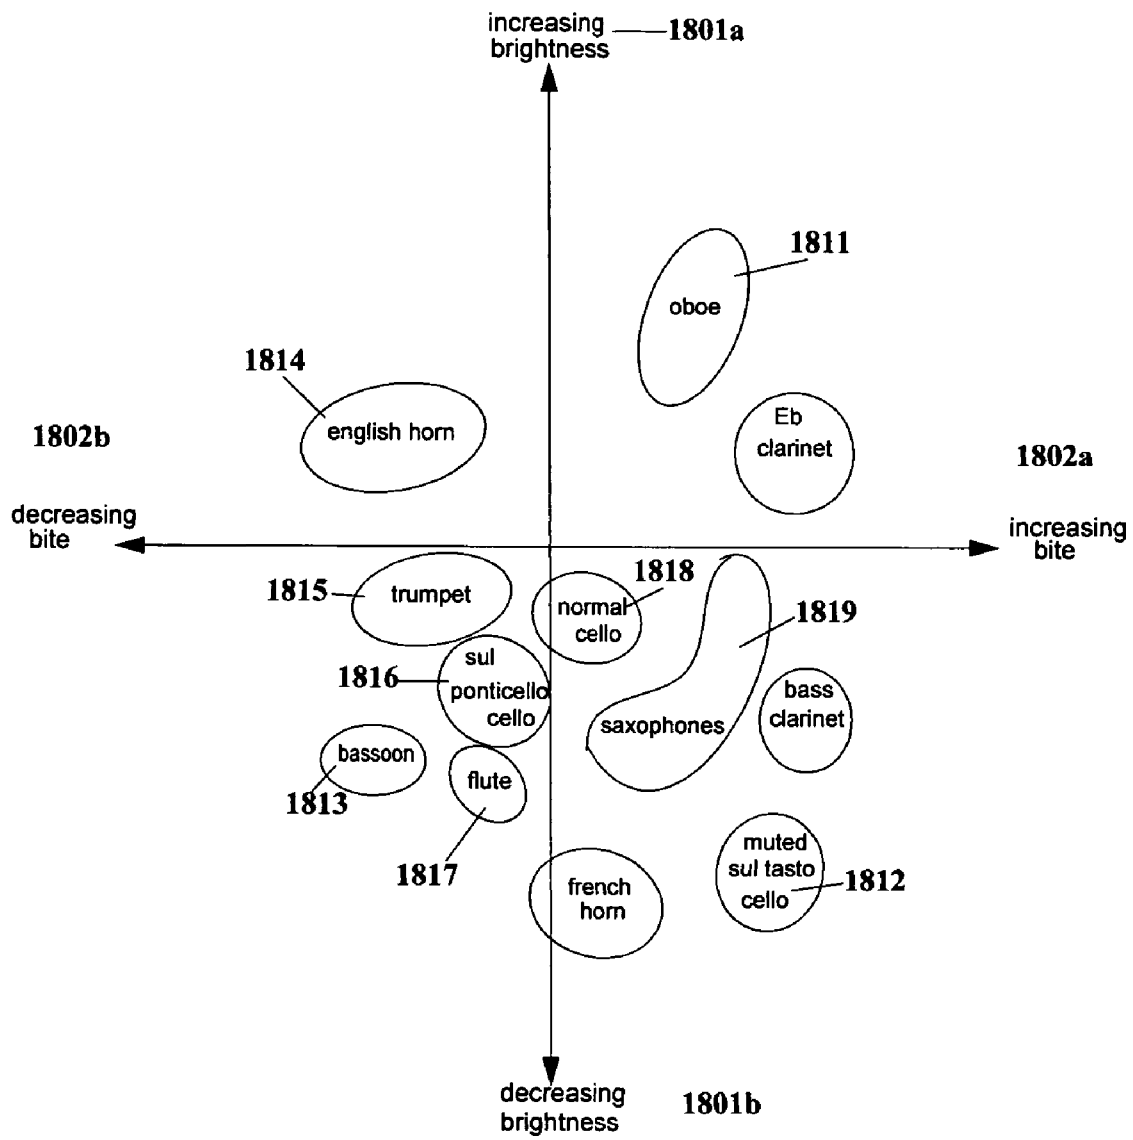 increasing
brightness
1801a
1811
oboe
1814
english horn
Eb
clarinet
1802b
1802a
decreasing
bite
increasing
bite
1815
trumpet
1818
normal
cello
1819
1816
sul
ponticello
cello
saxophones
bass
clarinet
bassoon
1813
flute
1817
french
horn
muted
sul tasto
cello
1812
decreasing
brightness
1801b